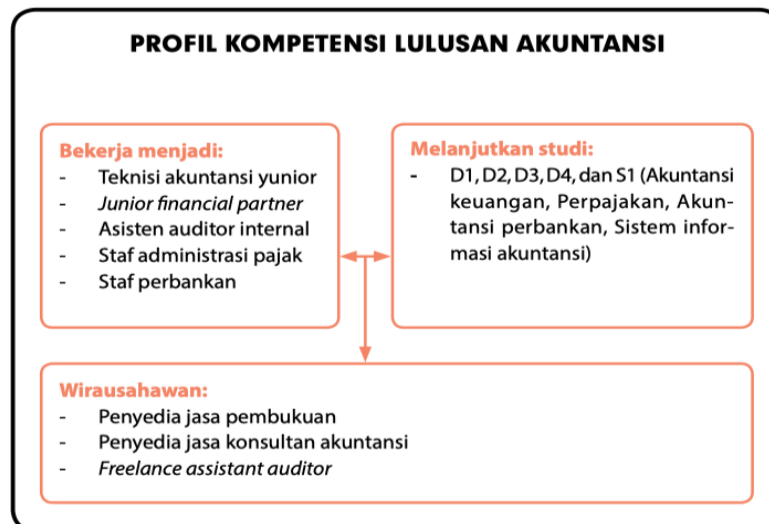 PROFIL KOMPETENSI LULUSAN AKUNTANSI
Bekerja menjadi:
- Teknisi akuntansi yunior
- Junior financial partner
- Asisten auditor internal
- Staf administrasi pajak
- Staf perbankan
Melanjutkan studi:
- D1, D2, D3, D4, dan S1 (Akuntansi
keuangan, Perpajakan, Akun-
tansi perbankan, Sistem infor-
masi akuntansi)
Wirausahawan:
- Penyedia jasa pembukuan
- Penyedia jasa konsultan akuntansi
- Freelance assistant auditor